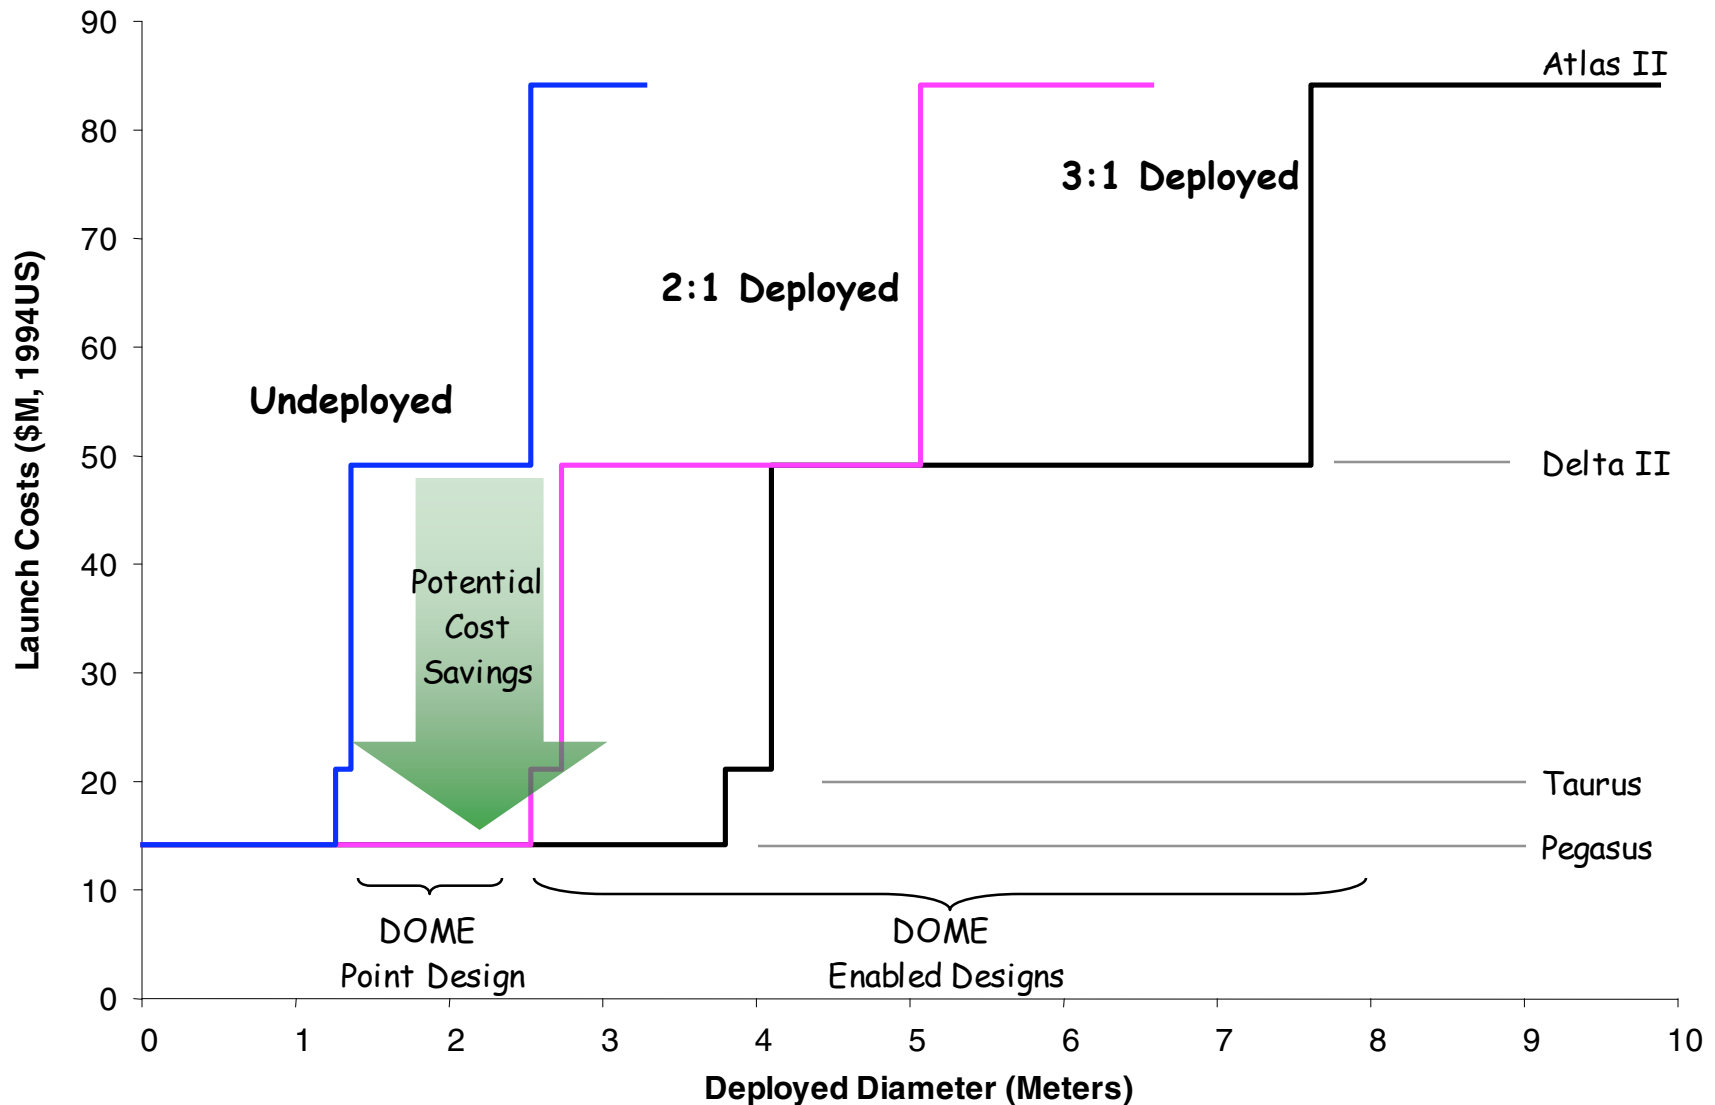 90
80
70
60
50
40
30
20
10
0
Launch Costs ($M, 1994US)
Atlas II
3:1 Deployed
2:1 Deployed
Undeployed
Delta II
Potential
Cost
Savings
Taurus
Pegasus
DOME
Point Design
DOME
Enabled Designs
0 1 2 3 4 5 6 7 8 9 10
Deployed Diameter (Meters)